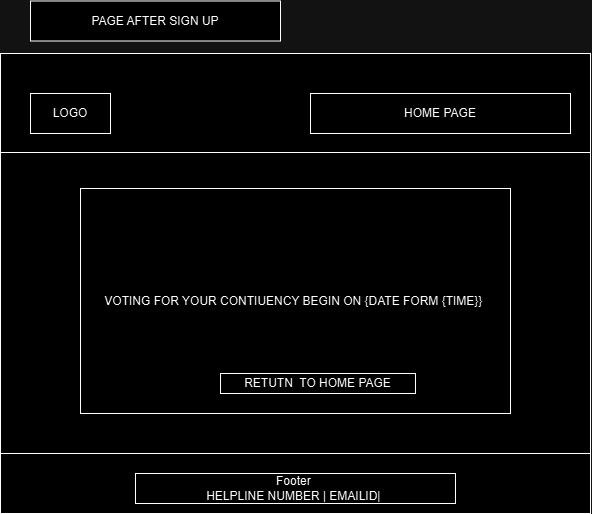 PAGE AFTER SIGN UP
LOGO
HOME PAGE
VOTING FOR YOUR CONTIUENCY BEGIN ON {DATE FORM {TIME}}
RETUTN  TO HOME PAGE
Footer
HELPLINE NUMBER | EMAILID|